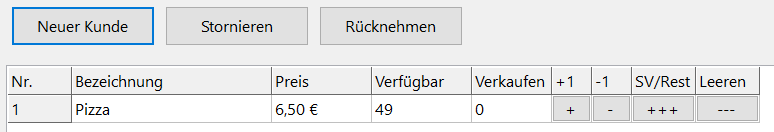 Neuer Kunde Stornieren Rücknehmen
Nr. Bezeichnung Preis Verfügbar Verkaufen +1 -1 SV/Rest Leeren
1 Pizza 6,50 € 49 0 + - +++ ---